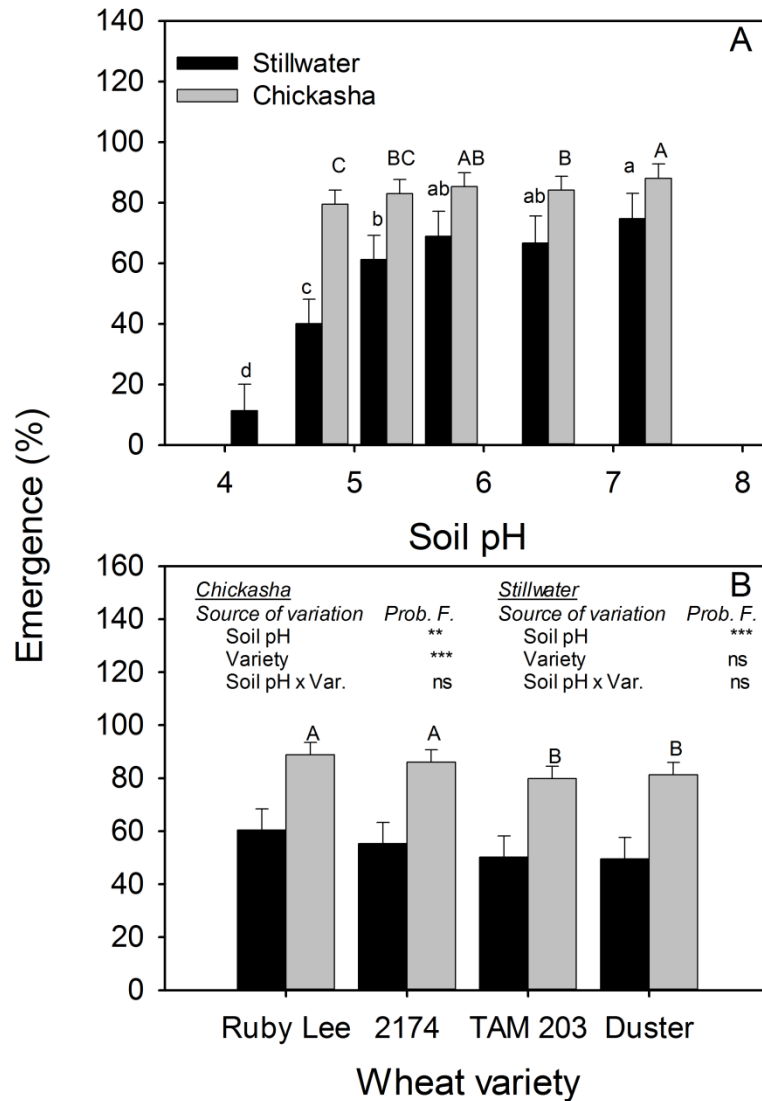 Emergence (%)
140
120
100
80
60
40
20
0
A
Stillwater
Chickasha
d
c
C
b
BC
ab
AB
ab
B
a
A
4 5 6 7 8
Soil pH
160
140
120
100
80
60
40
20
0
B
Chickasha
Source of variation Prob. F.
Soil pH **
Variety ***
Soil pH x Var. ns
Stillwater
Source of variation Prob. F.
Soil pH ***
Variety ns
Soil pH x Var. ns
A A B B
Ruby Lee 2174 TAM 203 Duster
Wheat variety